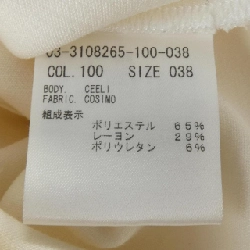 03-3108265-100-038
COL.100 SIZE 038
BODY. CEELI
FABRIC. COSIMO
組成表示
ポリエステル 65%
レーヨン 29%
ポリウレタン 6%